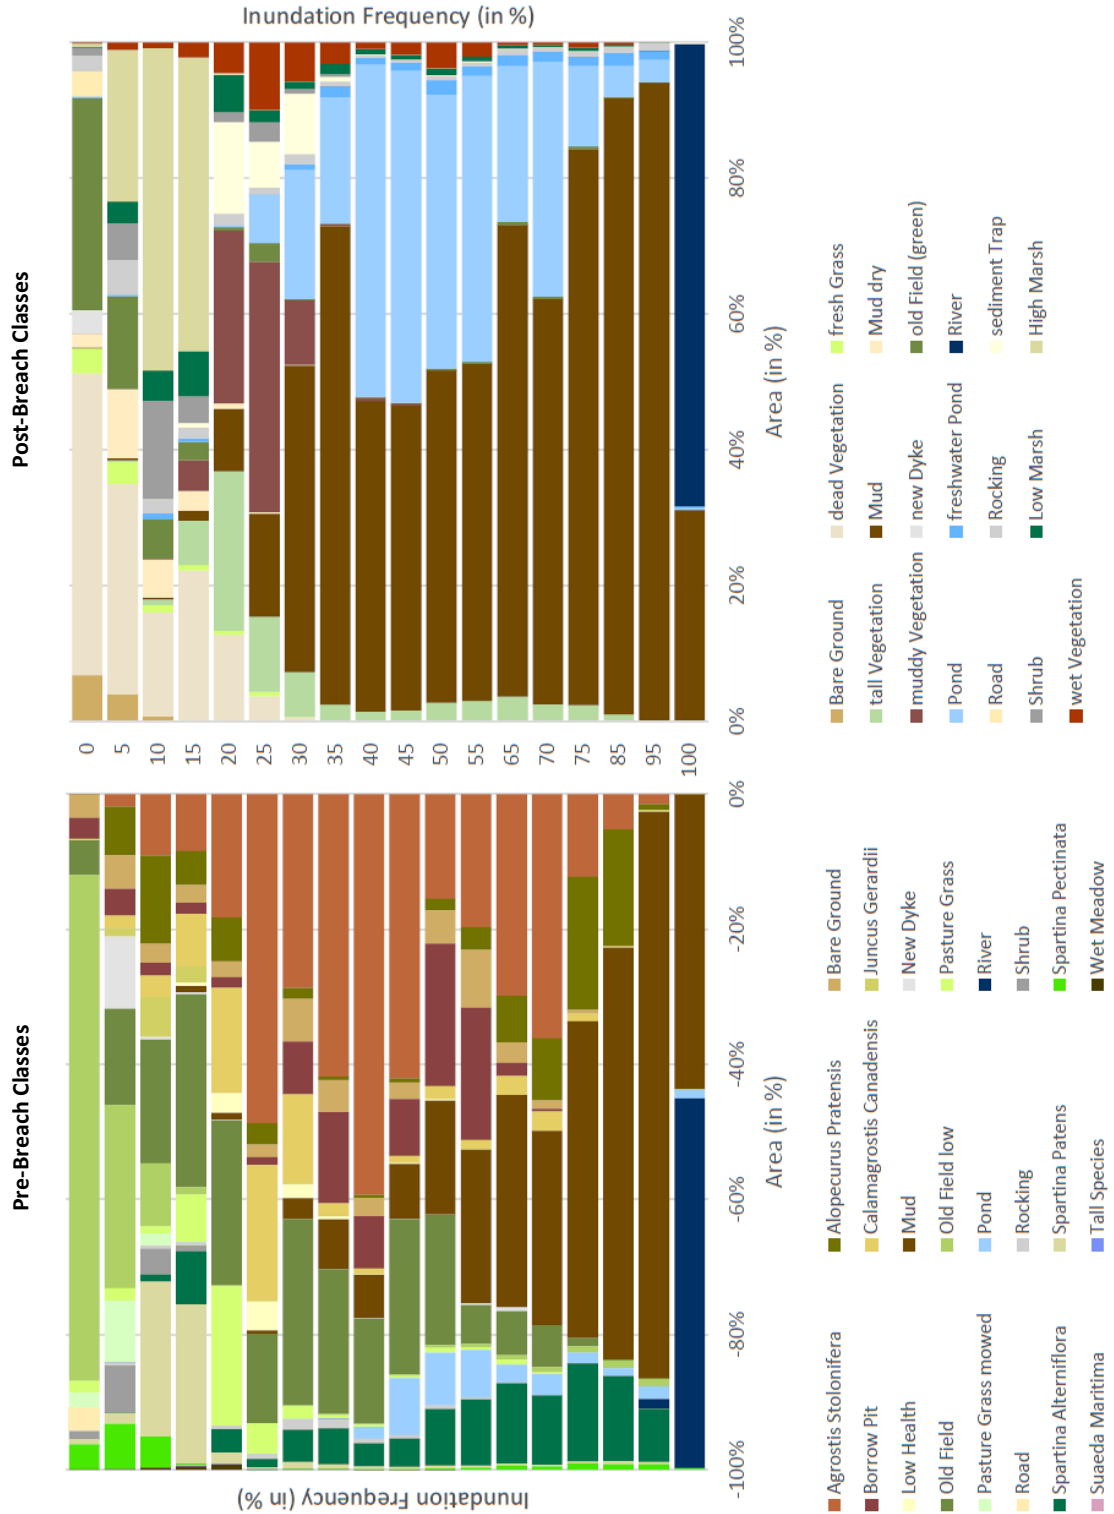 Post-Breach Classes
Inundation Frequency (in %)
100%
80%
60%
40%
20%
0%
Area (in %)
0
5
10
15
20
25
30
35
40
45
50
55
65
70
75
85
95
100
Bare Ground
dead Vegetation
fresh Grass
tall Vegetation
Mud
Mud dry
muddy Vegetation
new Dyke
old Field (green)
Pond
freshwater Pond
River
Road
Rocking
sediment Trap
Shrub
Low Marsh
High Marsh
wet Vegetation
Pre-Breach Classes
0%
-20%
-40%
-60%
-80%
-100%
Area (in %)
Inundation Frequency (in %)
Agrostis Stolonifera
Alopecurus Pratensis
Bare Ground
Borrow Pit
Calamagrostis Canadensis
Juncus Gerardii
Low Health
Mud
New Dyke
Old Field
Old Field low
Pasture Grass
Pasture Grass mowed
Pond
River
Road
Rocking
Shrub
Spartina Alterniflora
Spartina Patens
Spartina Pectinata
Suaeda Maritima
Tall Species
Wet Meadow